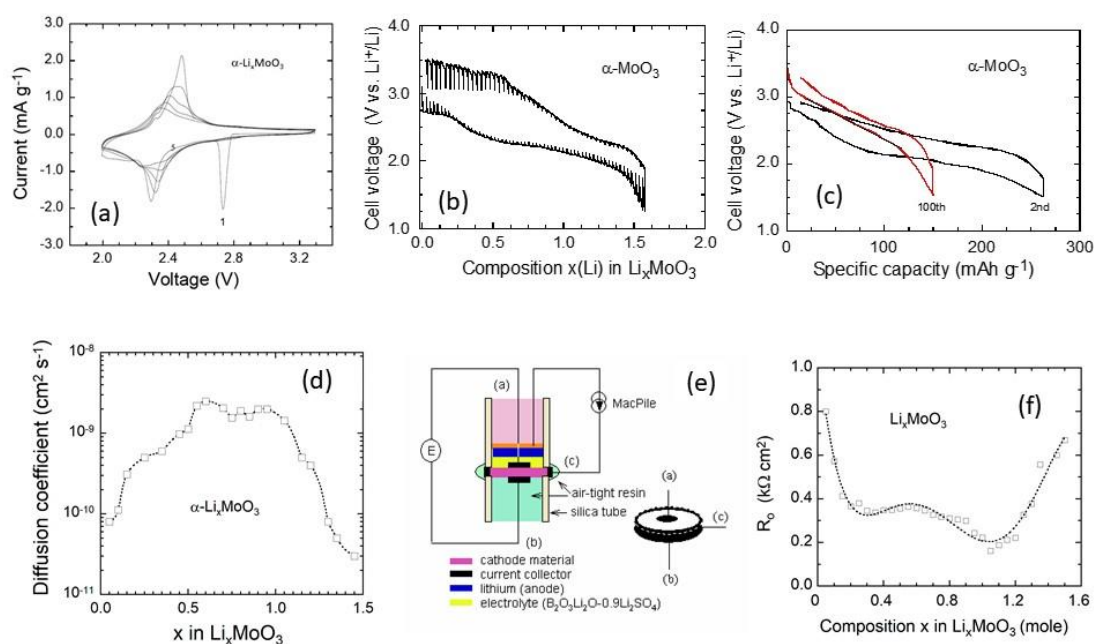 3.0
2.0
1.0
0.0
-1.0
-2.0
-3.0
Current (mA g⁻¹)
α-LiₓMoO₃
5
1
(a)
2.0 2.4 2.8 3.2
Voltage (V)
4.0
3.0
2.0
1.0
Cell voltage (V vs. Li⁺/Li)
α-MoO₃
(b)
0.0 0.5 1.0 1.5 2.0
Composition x(Li) in LiₓMoO₃
4.0
3.0
2.0
1.0
Cell voltage (V vs. Li⁺/Li)
α-MoO₃
(c)
100th
2nd
0 100 200 300
Specific capacity (mAh g⁻¹)
10⁻⁸
10⁻⁹
10⁻¹⁰
10⁻¹¹
Diffusion coefficient (cm² s⁻¹)
(d)
α-LiₓMoO₃
0.0 0.5 1.0 1.5
x in LiₓMoO₃
(e)
(a)
MacPile
E
(c)
air-tight resin
silica tube
(b)
(a)
(c)
(b)
cathode material
current collector
lithium (anode)
electrolyte (B₂O₃Li₂O-0.9Li₂SO₄)
1.0
0.8
0.6
0.4
0.2
0.0
Rₒ (kΩ cm²)
LiₓMoO₃
(f)
0.0 0.4 0.8 1.2 1.6
Composition x in LiₓMoO₃ (mole)